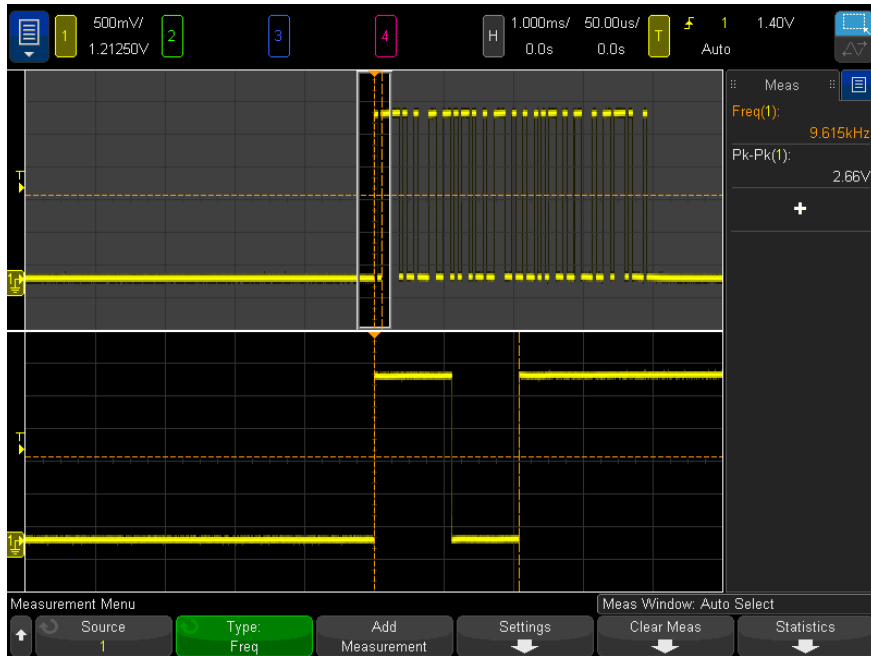 1 500mV/ 1.21250V 2 3 4 H 1.000ms/ 0.0s 50.00us/ 0.0s T 1 1.40V Auto
Meas
Freq(1):
9.615kHz
Pk-Pk(1):
2.66V
+
T
1
T
1
Measurement Menu
Meas Window: Auto Select
Source
1
Type:
Freq
Add
Measurement
Settings
Clear Meas
Statistics